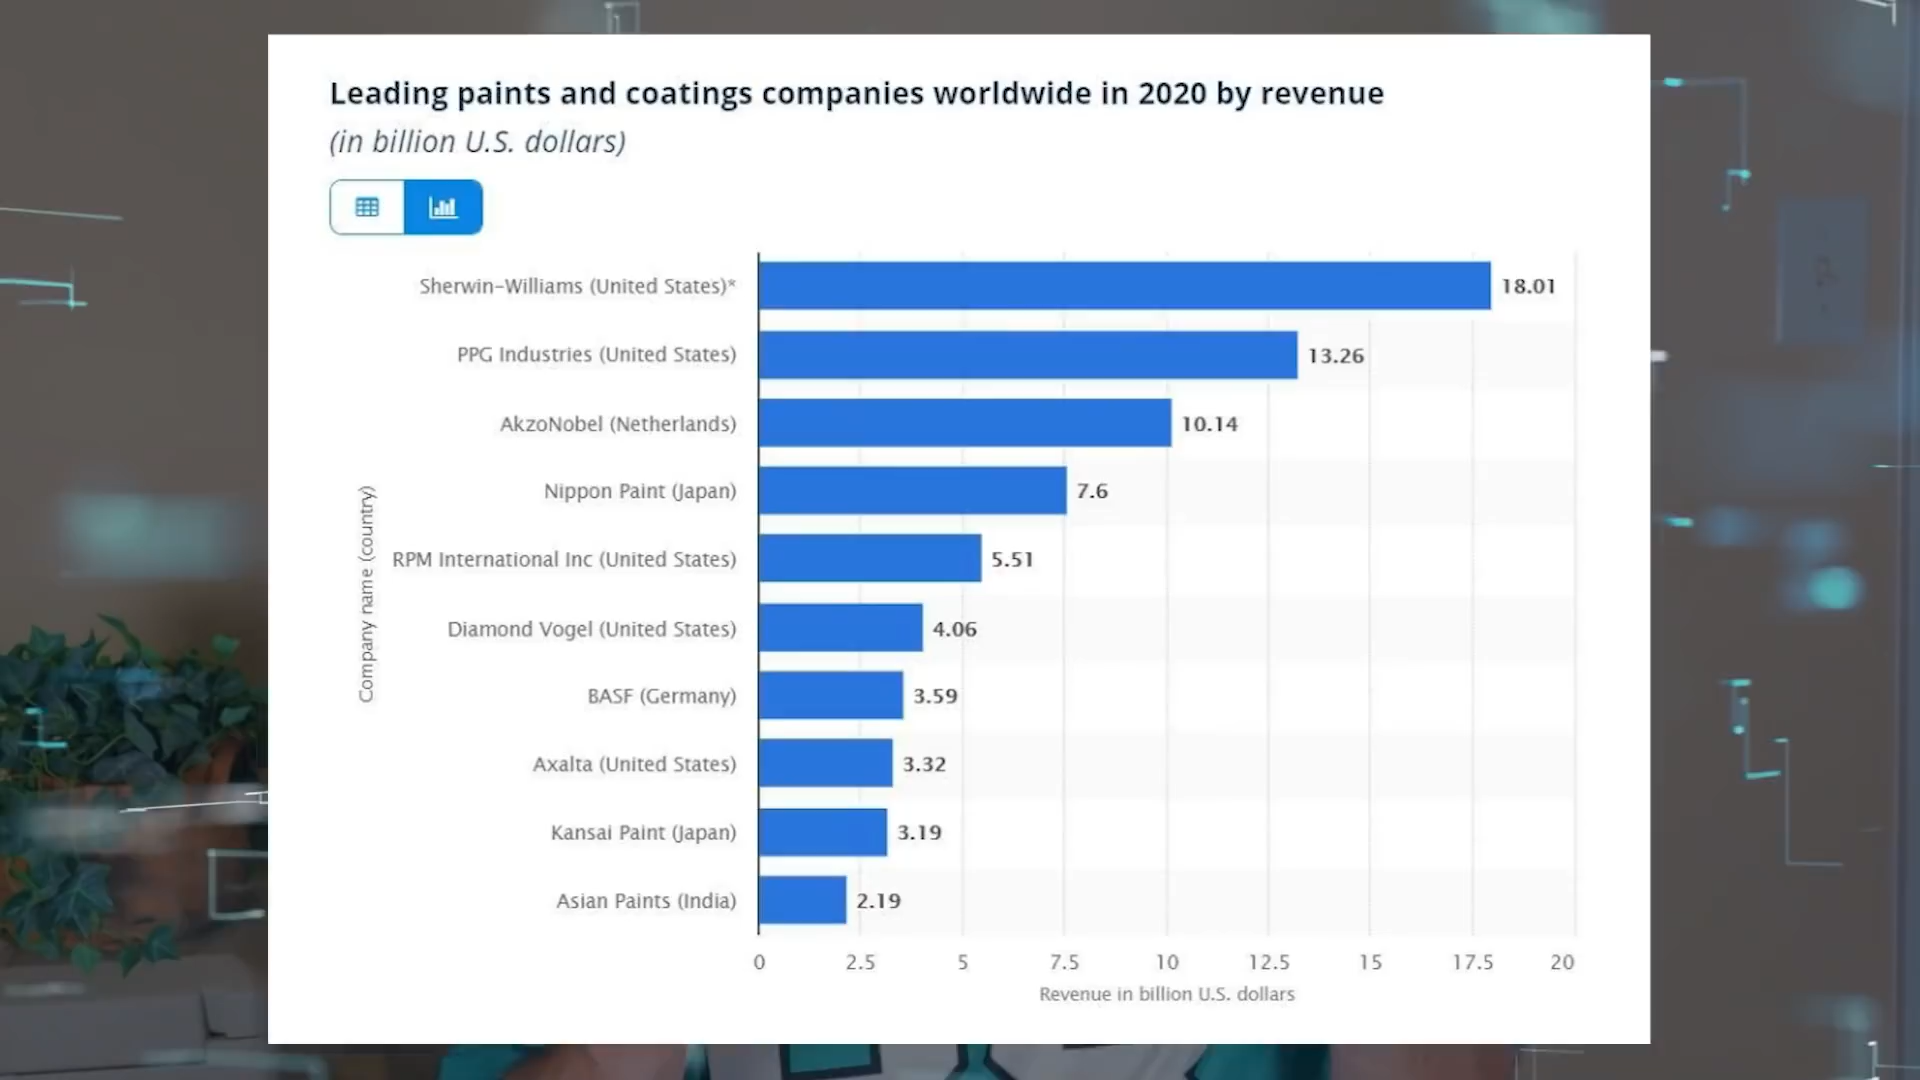 Leading paints and coatings companies worldwide in 2020 by revenue
(in billion U.S. dollars)
Company name (country)
Sherwin-Williams (United States)* 18.01
PPG Industries (United States) 13.26
AkzoNobel (Netherlands) 10.14
Nippon Paint (Japan) 7.6
RPM International Inc (United States) 5.51
Diamond Vogel (United States) 4.06
BASF (Germany) 3.59
Axalta (United States) 3.32
Kansai Paint (Japan) 3.19
Asian Paints (India) 2.19
0 2.5 5 7.5 10 12.5 15 17.5 20
Revenue in billion U.S. dollars